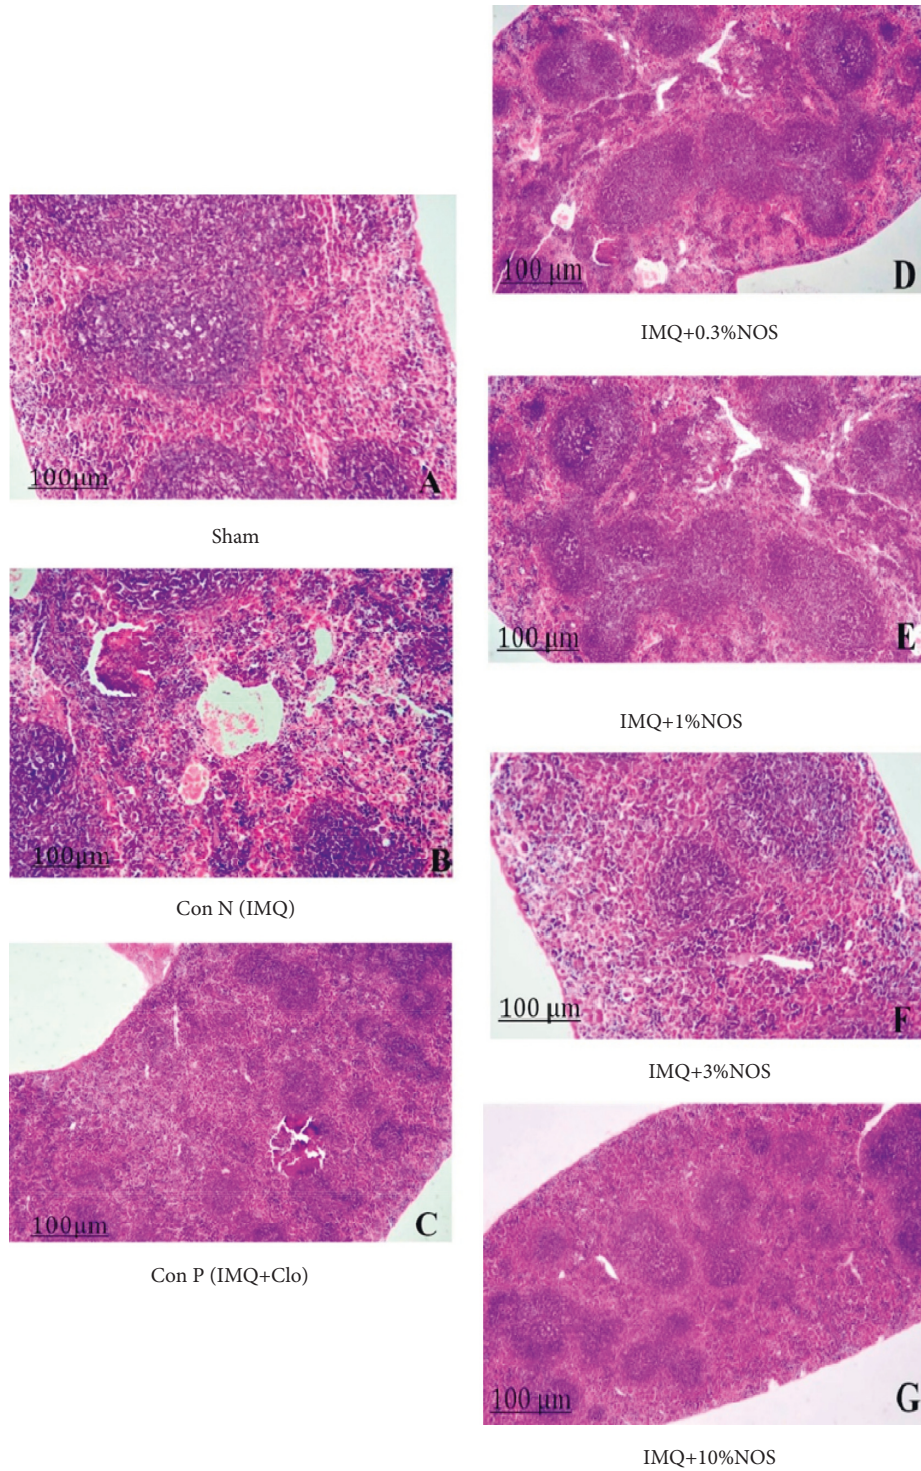 100µm
A
Sham
100µm
B
Con N (IMQ)
100µm
C
Con P (IMQ+Clo)
100 µm
D
IMQ+0.3%NOS
100 µm
E
IMQ+1%NOS
100 µm
F
IMQ+3%NOS
100 µm
G
IMQ+10%NOS